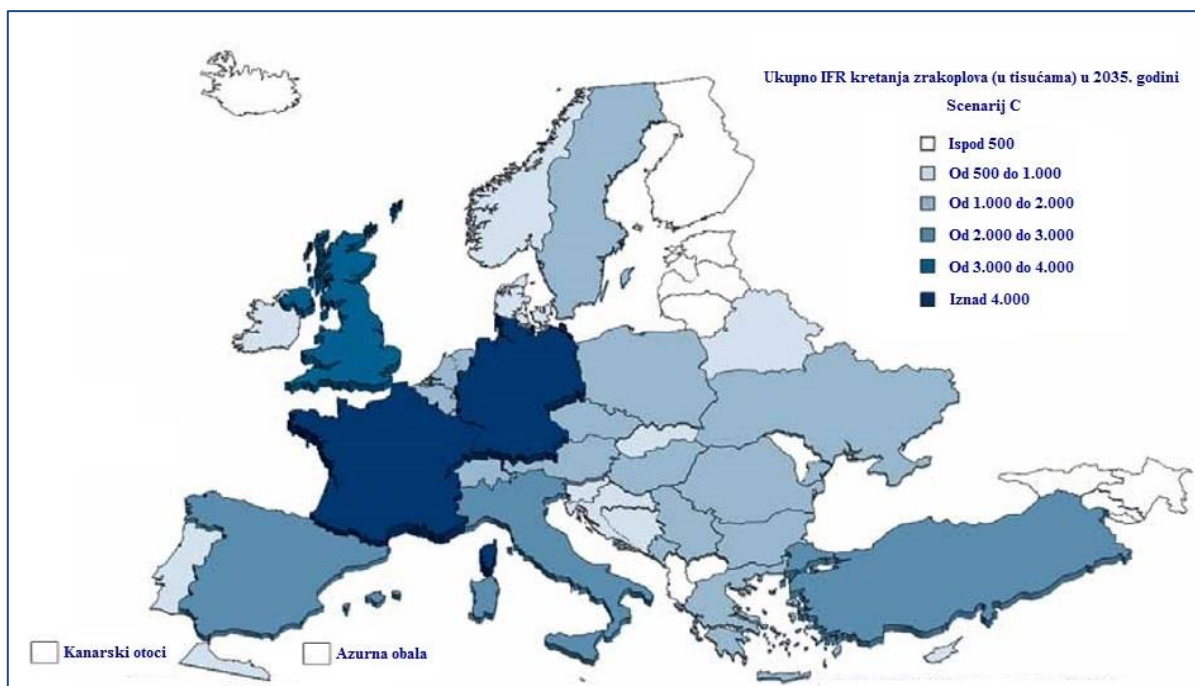 Ukupno IFR kretanja zrakoplova (u tisućama) u 2035. godini
Scenarij C
Ispod 500
Od 500 do 1.000
Od 1.000 do 2.000
Od 2.000 do 3.000
Od 3.000 do 4.000
Iznad 4.000
Kanarski otoci
Azurna obala